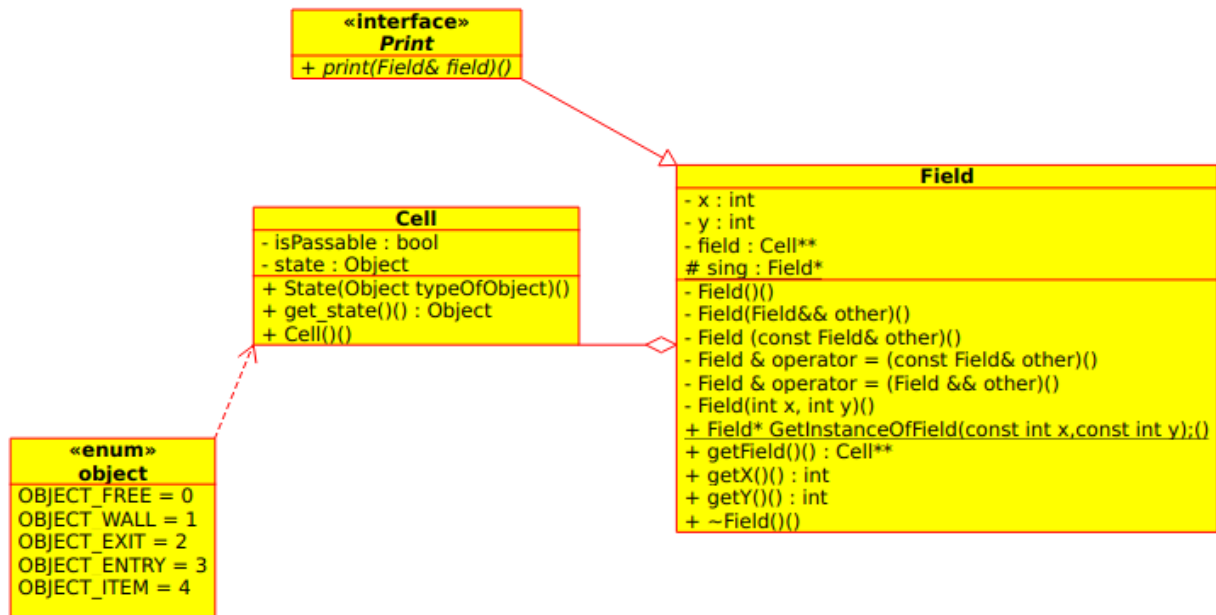 «interface»
Print
+ print(Field& field)()
Field
- x : int
- y : int
- field : Cell**
# sing : Field*
- Field()()
- Field(Field&& other)()
- Field (const Field& other)()
- Field & operator = (const Field& other)()
- Field & operator = (Field && other)()
- Field(int x, int y)()
+ Field* GetInstanceOfField(const int x,const int y);()
+ getField()() : Cell**
+ getX()() : int
+ getY()() : int
+ ~Field()()
Cell
- isPassable : bool
- state : Object
+ State(Object typeOfObject)()
+ get_state()() : Object
+ Cell()()
«enum»
object
OBJECT_FREE = 0
OBJECT_WALL = 1
OBJECT_EXIT = 2
OBJECT_ENTRY = 3
OBJECT_ITEM = 4